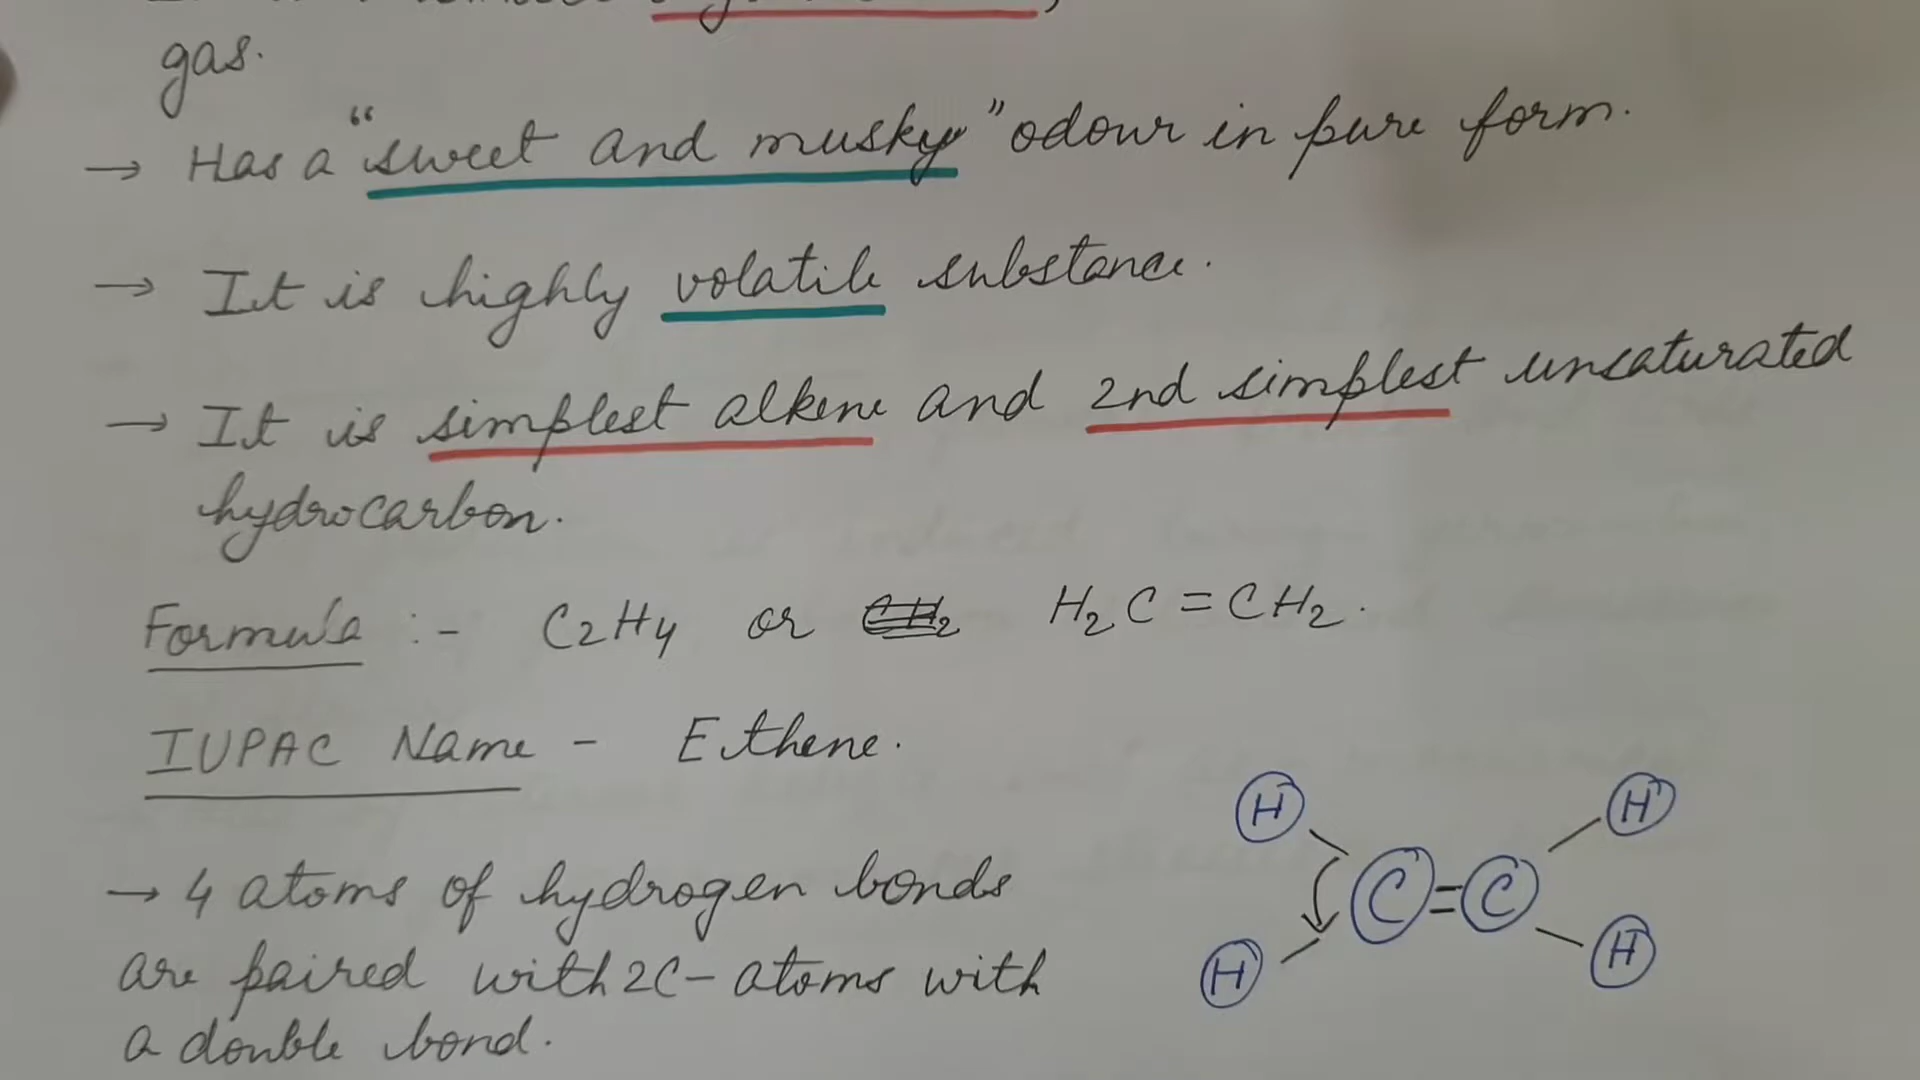 gas.
→ Has a "sweet and musky" odour in pure form.
→ It is highly volatile substance.
→ It is simplest alkene and 2nd simplest unsaturated
hydrocarbon.
Formula :- C2H4 or H2C=CH2.
IUPAC Name - Ethene.
→ 4 atoms of hydrogen bonds
are paired with 2C- atoms with
a double bond.
H H
C=C
H H